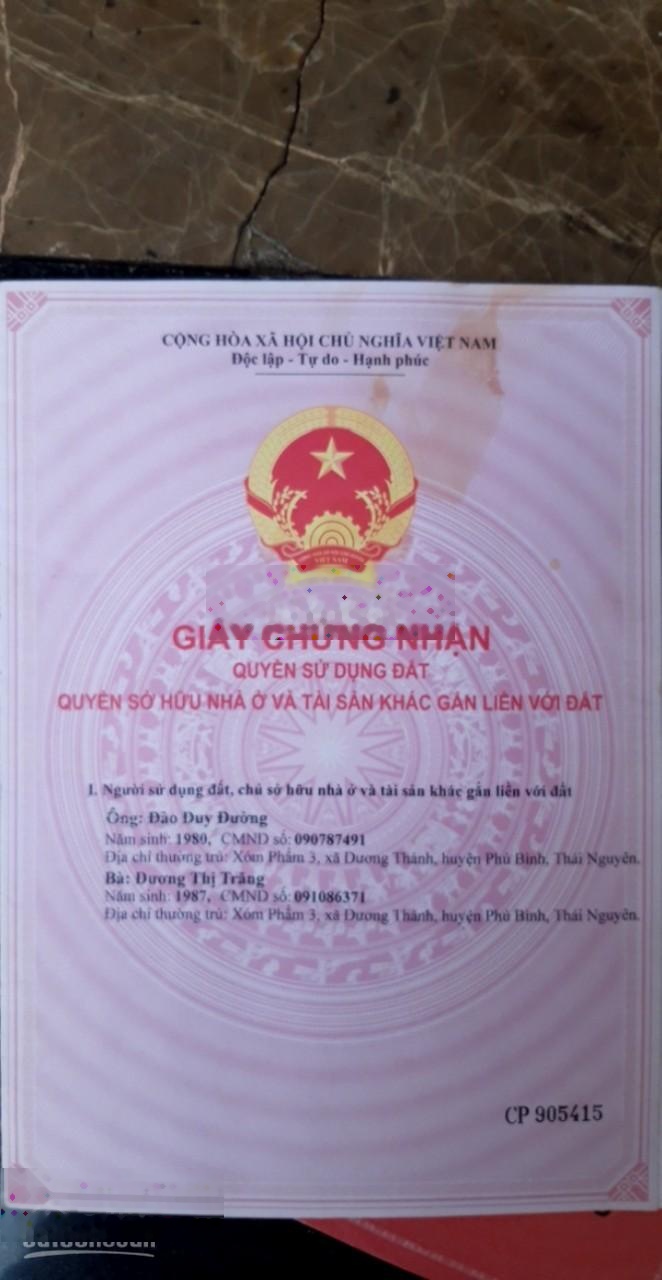 CỘNG HÒA XÃ HỘI CHỦ NGHĨA VIỆT NAM
Độc lập - Tự do - Hạnh phúc
VIỆT NAM
GIẤY CHỨNG NHẬN
QUYỀN SỬ DỤNG ĐẤT
QUYỀN SỞ HỮU NHÀ Ở VÀ TÀI SẢN KHÁC GẮN LIỀN VỚI ĐẤT
I. Người sử dụng đất, chủ sở hữu nhà ở và tài sản khác gắn liền với đất
Ông: Đào Duy Đường
Năm sinh: 1980, CMND số: 090787491
Địa chỉ thường trú: Xóm Phẩm 3, xã Dương Thành, huyện Phú Bình, Thái Nguyên.
Bà: Dương Thị Trăng
Năm sinh: 1987, CMND số: 091086371
Địa chỉ thường trú: Xóm Phẩm 3, xã Dương Thành, huyện Phú Bình, Thái Nguyên.
CP 905415